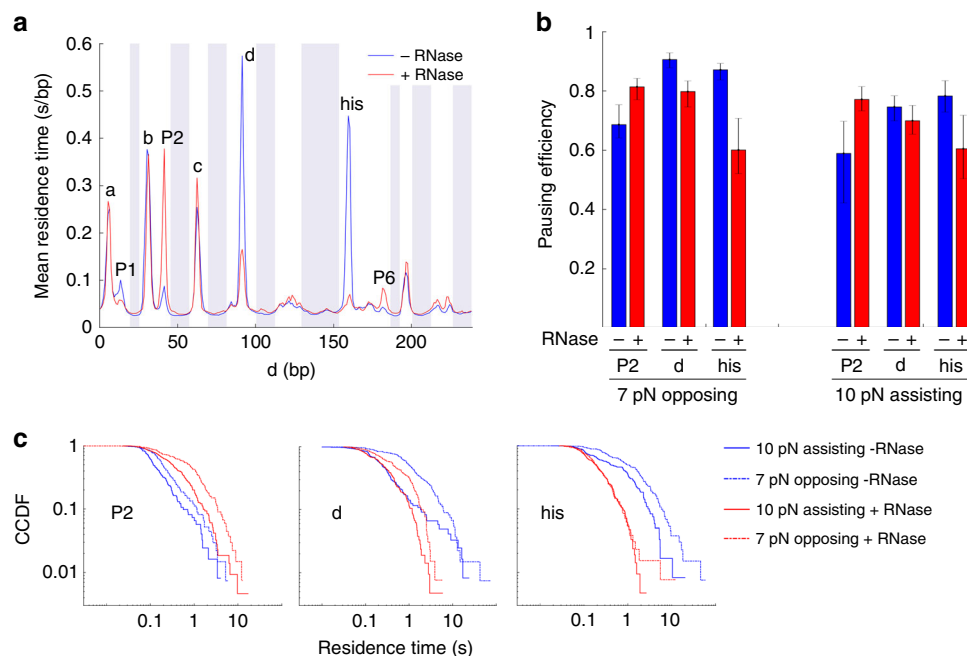 a
Mean residence time (s/bp)
0.6
0.5
0.4
0.3
0.2
0.1
0
0
50
100
150
200
d (bp)
a
P1
b
P2
c
d
his
P6
– RNase
+ RNase
b
Pausing efficiency
1
0.8
0.6
0.4
0.2
RNase – + – + – + – + – + – +
P2 d his P2 d his
7 pN opposing 10 pN assisting
c
CCDF
1
0.1
0.01
P2
d
his
0.1 1 10 0.1 1 10 0.1 1 10
Residence time (s)
10 pN assisting -RNase
7 pN opposing -RNase
10 pN assisting + RNase
7 pN opposing + RNase